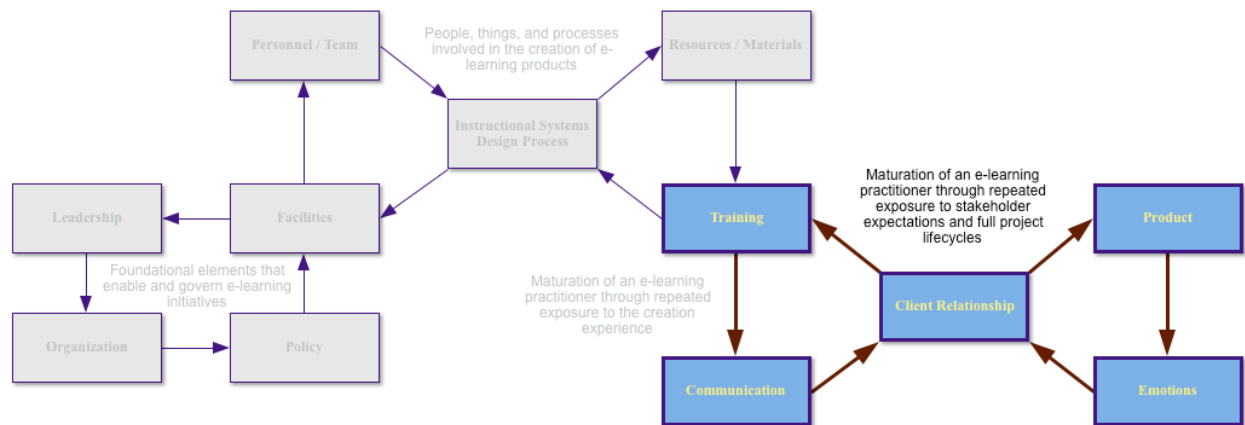 Personnel / Team
People, things, and processes
involved in the creation of e-
learning products
Resources / Materials
Instructional Systems
Design Process
Leadership
Facilities
Training
Maturation of an e-learning
practitioner through repeated
exposure to stakeholder
expectations and full project
lifecycles
Product
Foundational elements that
enable and govern e-learning
initiatives
Maturation of an e-learning
practitioner through repeated
exposure to the creation
experience
Client Relationship
Organization
Policy
Communication
Emotions